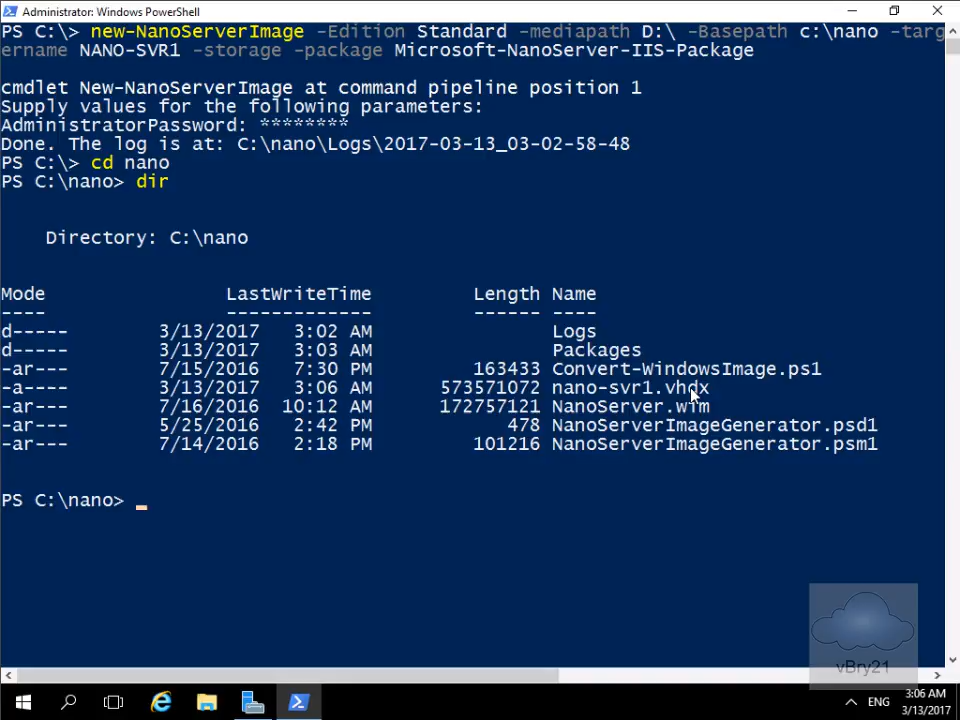 Administrator: Windows PowerShell
PS C:\> new-NanoServerImage -Edition Standard -mediapath D:\ -Basepath c:\nano -targ
ername NANO-SVR1 -storage -package Microsoft-NanoServer-IIS-Package
cmdlet New-NanoServerImage at command pipeline position 1
Supply values for the following parameters:
AdministratorPassword: ********
Done. The log is at: C:\nano\Logs\2017-03-13_03-02-58-48
PS C:\> cd nano
PS C:\nano> dir
Directory: C:\nano
Mode LastWriteTime Length Name
---- ------------- ------ ----
d----- 3/13/2017 3:02 AM Logs
d----- 3/13/2017 3:03 AM Packages
-ar--- 7/15/2016 7:30 PM 163433 Convert-WindowsImage.ps1
-a---- 3/13/2017 3:06 AM 573571072 nano-svr1.vhdx
-ar--- 7/16/2016 10:12 AM 172757121 NanoServer.wim
-ar--- 5/25/2016 2:42 PM 478 NanoServerImageGenerator.psd1
-ar--- 7/14/2016 2:18 PM 101216 NanoServerImageGenerator.psm1
PS C:\nano> _
vBry21
ENG
3:06 AM
3/13/2017